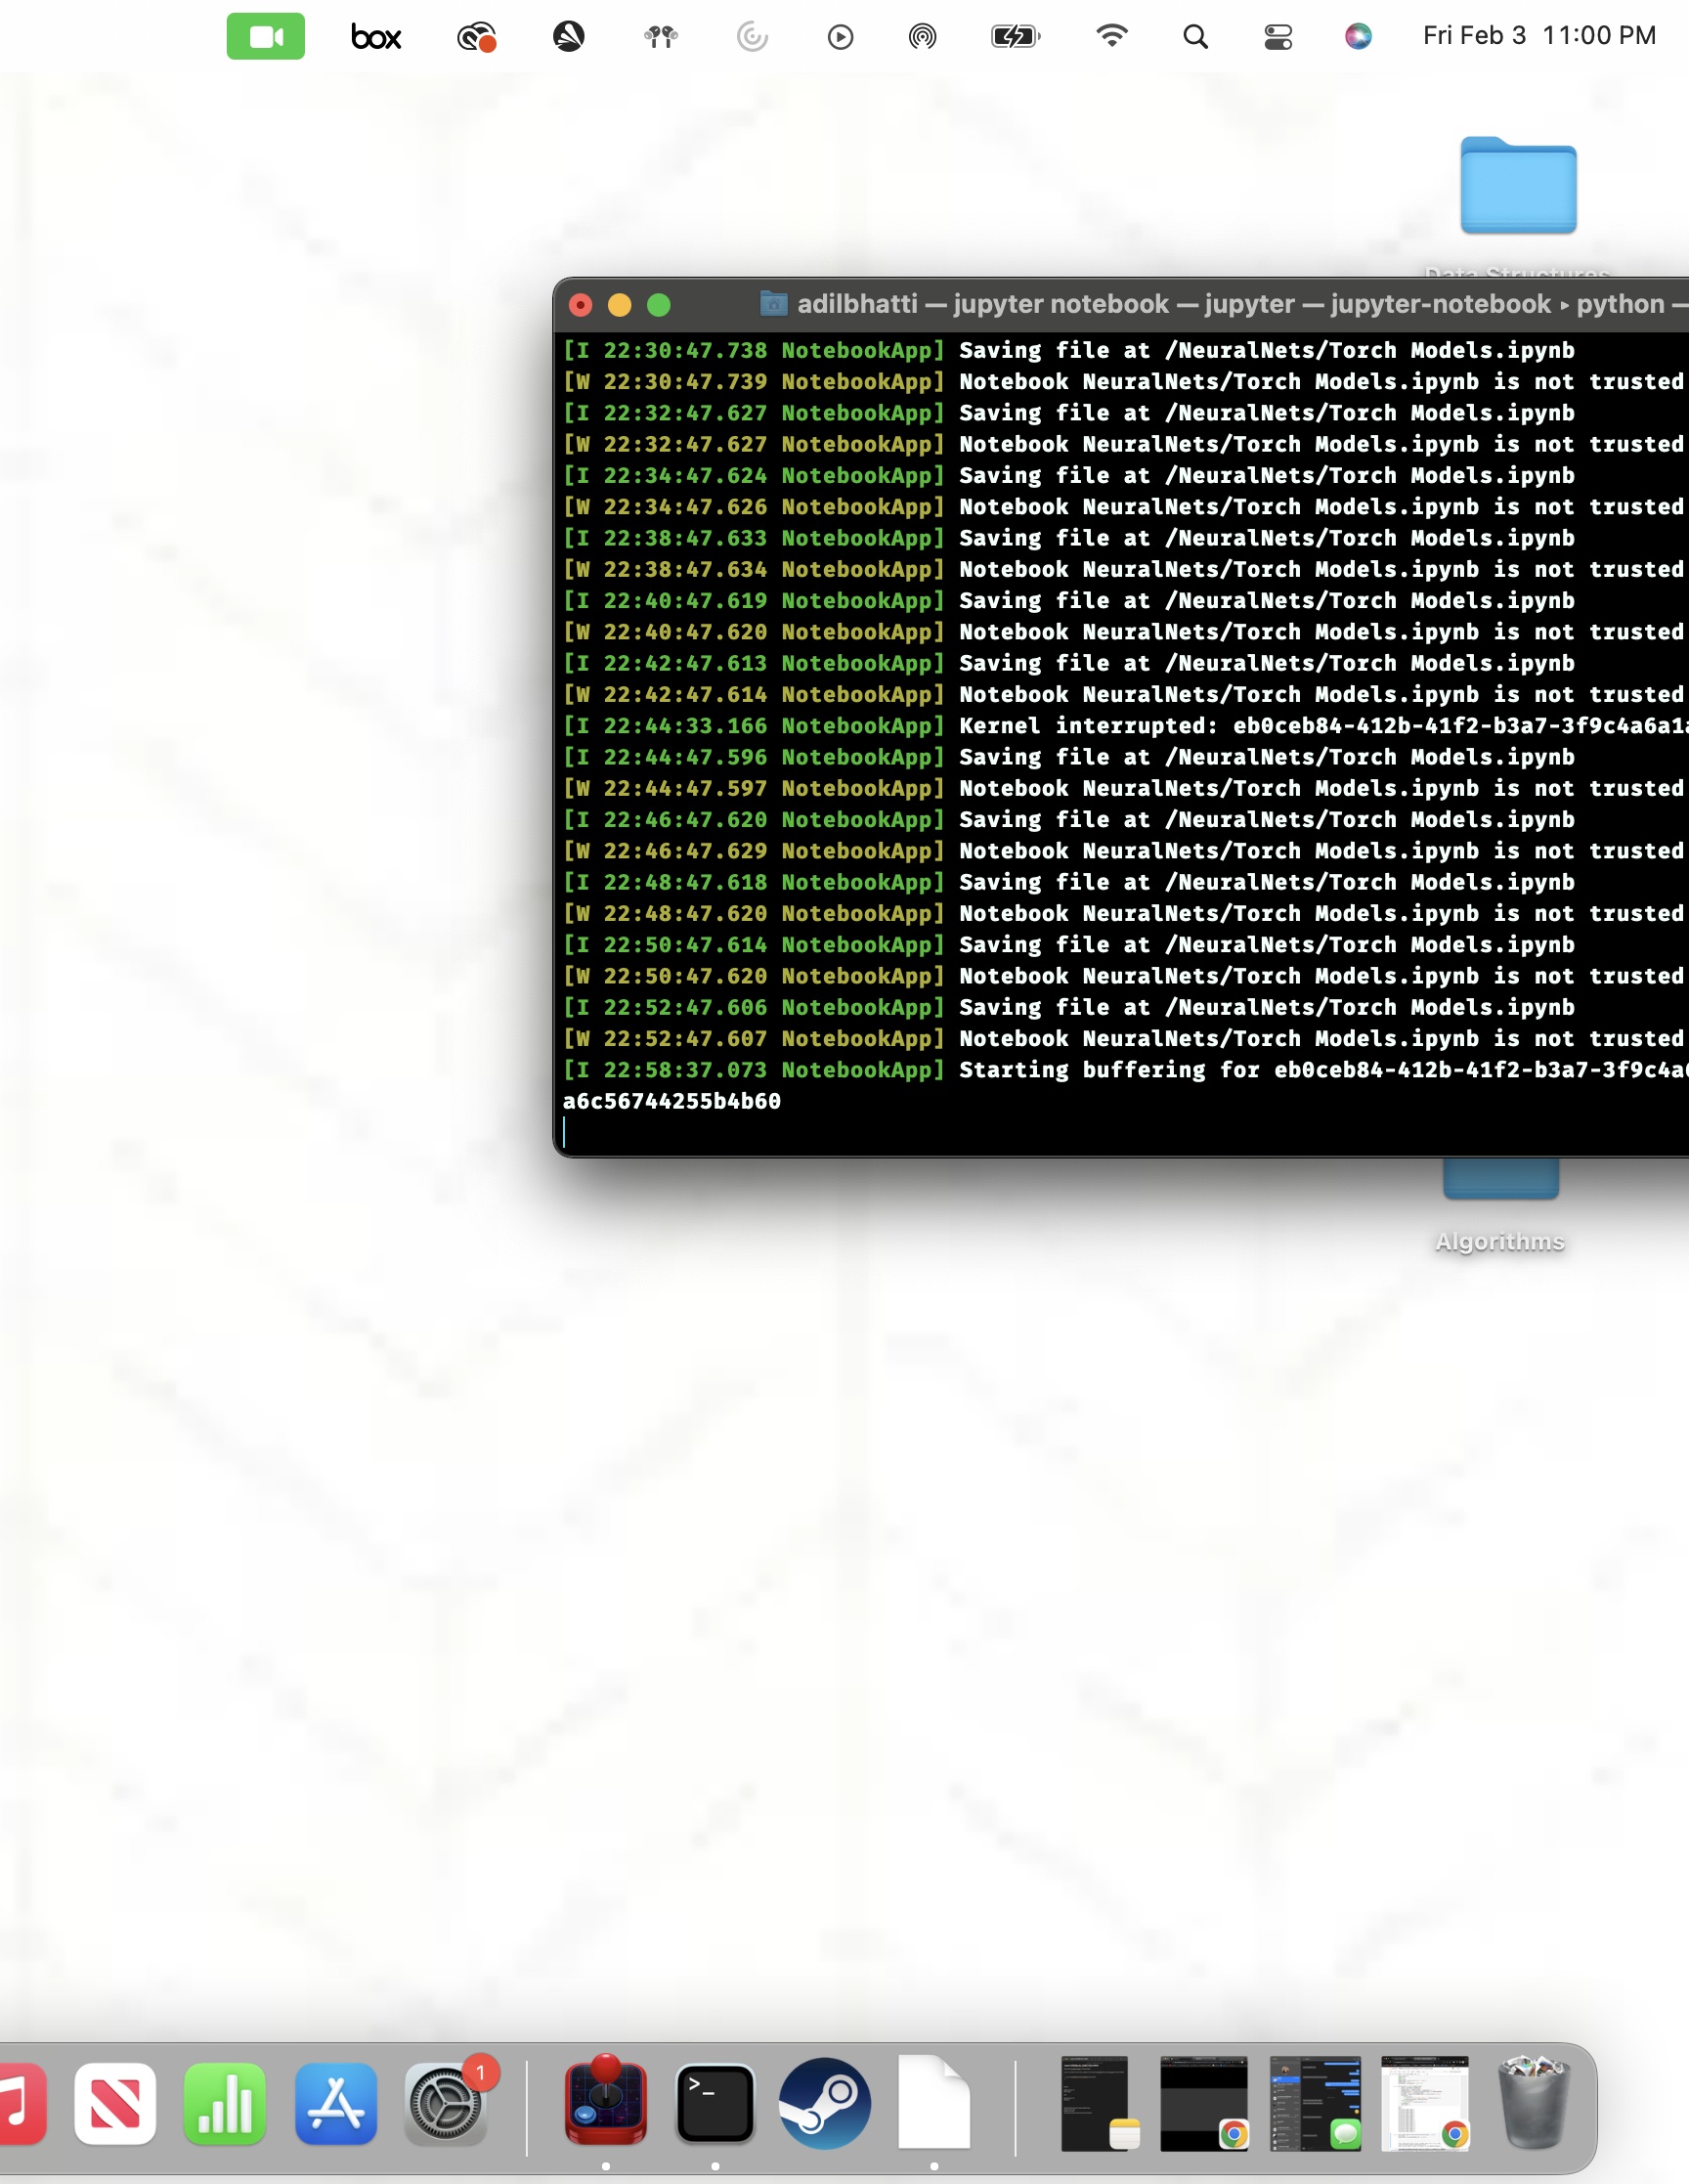 box
Fri Feb 3 11:00 PM
Data Structures
adilbhatti — jupyter notebook — jupyter — jupyter-notebook ▸ python —
[I 22:30:47.738 NotebookApp] Saving file at /NeuralNets/Torch Models.ipynb
[W 22:30:47.739 NotebookApp] Notebook NeuralNets/Torch Models.ipynb is not trusted
[I 22:32:47.627 NotebookApp] Saving file at /NeuralNets/Torch Models.ipynb
[W 22:32:47.627 NotebookApp] Notebook NeuralNets/Torch Models.ipynb is not trusted
[I 22:34:47.624 NotebookApp] Saving file at /NeuralNets/Torch Models.ipynb
[W 22:34:47.626 NotebookApp] Notebook NeuralNets/Torch Models.ipynb is not trusted
[I 22:38:47.633 NotebookApp] Saving file at /NeuralNets/Torch Models.ipynb
[W 22:38:47.634 NotebookApp] Notebook NeuralNets/Torch Models.ipynb is not trusted
[I 22:40:47.619 NotebookApp] Saving file at /NeuralNets/Torch Models.ipynb
[W 22:40:47.620 NotebookApp] Notebook NeuralNets/Torch Models.ipynb is not trusted
[I 22:42:47.613 NotebookApp] Saving file at /NeuralNets/Torch Models.ipynb
[W 22:42:47.614 NotebookApp] Notebook NeuralNets/Torch Models.ipynb is not trusted
[I 22:44:33.166 NotebookApp] Kernel interrupted: eb0ceb84-412b-41f2-b3a7-3f9c4a6a1a
[I 22:44:47.596 NotebookApp] Saving file at /NeuralNets/Torch Models.ipynb
[W 22:44:47.597 NotebookApp] Notebook NeuralNets/Torch Models.ipynb is not trusted
[I 22:46:47.620 NotebookApp] Saving file at /NeuralNets/Torch Models.ipynb
[W 22:46:47.629 NotebookApp] Notebook NeuralNets/Torch Models.ipynb is not trusted
[I 22:48:47.618 NotebookApp] Saving file at /NeuralNets/Torch Models.ipynb
[W 22:48:47.620 NotebookApp] Notebook NeuralNets/Torch Models.ipynb is not trusted
[I 22:50:47.614 NotebookApp] Saving file at /NeuralNets/Torch Models.ipynb
[W 22:50:47.620 NotebookApp] Notebook NeuralNets/Torch Models.ipynb is not trusted
[I 22:52:47.606 NotebookApp] Saving file at /NeuralNets/Torch Models.ipynb
[W 22:52:47.607 NotebookApp] Notebook NeuralNets/Torch Models.ipynb is not trusted
[I 22:58:37.073 NotebookApp] Starting buffering for eb0ceb84-412b-41f2-b3a7-3f9c4a6
a6c56744255b4b60
Algorithms
1
>_